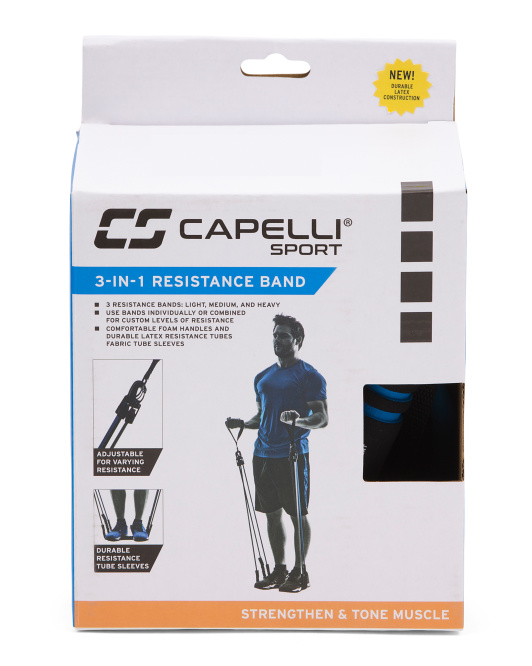 NEW!
DURABLE
LATEX
CONSTRUCTION
CS CAPELLI®
SPORT
3-IN-1 RESISTANCE BAND
3 RESISTANCE BANDS: LIGHT, MEDIUM, AND HEAVY
USE BANDS INDIVIDUALLY OR COMBINED
FOR CUSTOM LEVELS OF RESISTANCE
COMFORTABLE FOAM HANDLES AND
DURABLE LATEX RESISTANCE TUBES
FABRIC TUBE SLEEVES
ADJUSTABLE
FOR VARYING
RESISTANCE
DURABLE
RESISTANCE
TUBE SLEEVES
STRENGTHEN & TONE MUSCLE